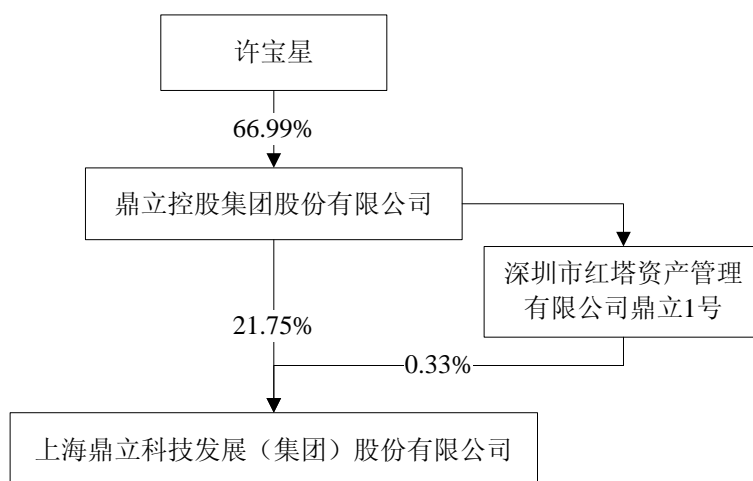 许宝星
66.99%
鼎立控股集团股份有限公司
深圳市红塔资产管理
有限公司鼎立1号
21.75%
0.33%
上海鼎立科技发展（集团）股份有限公司